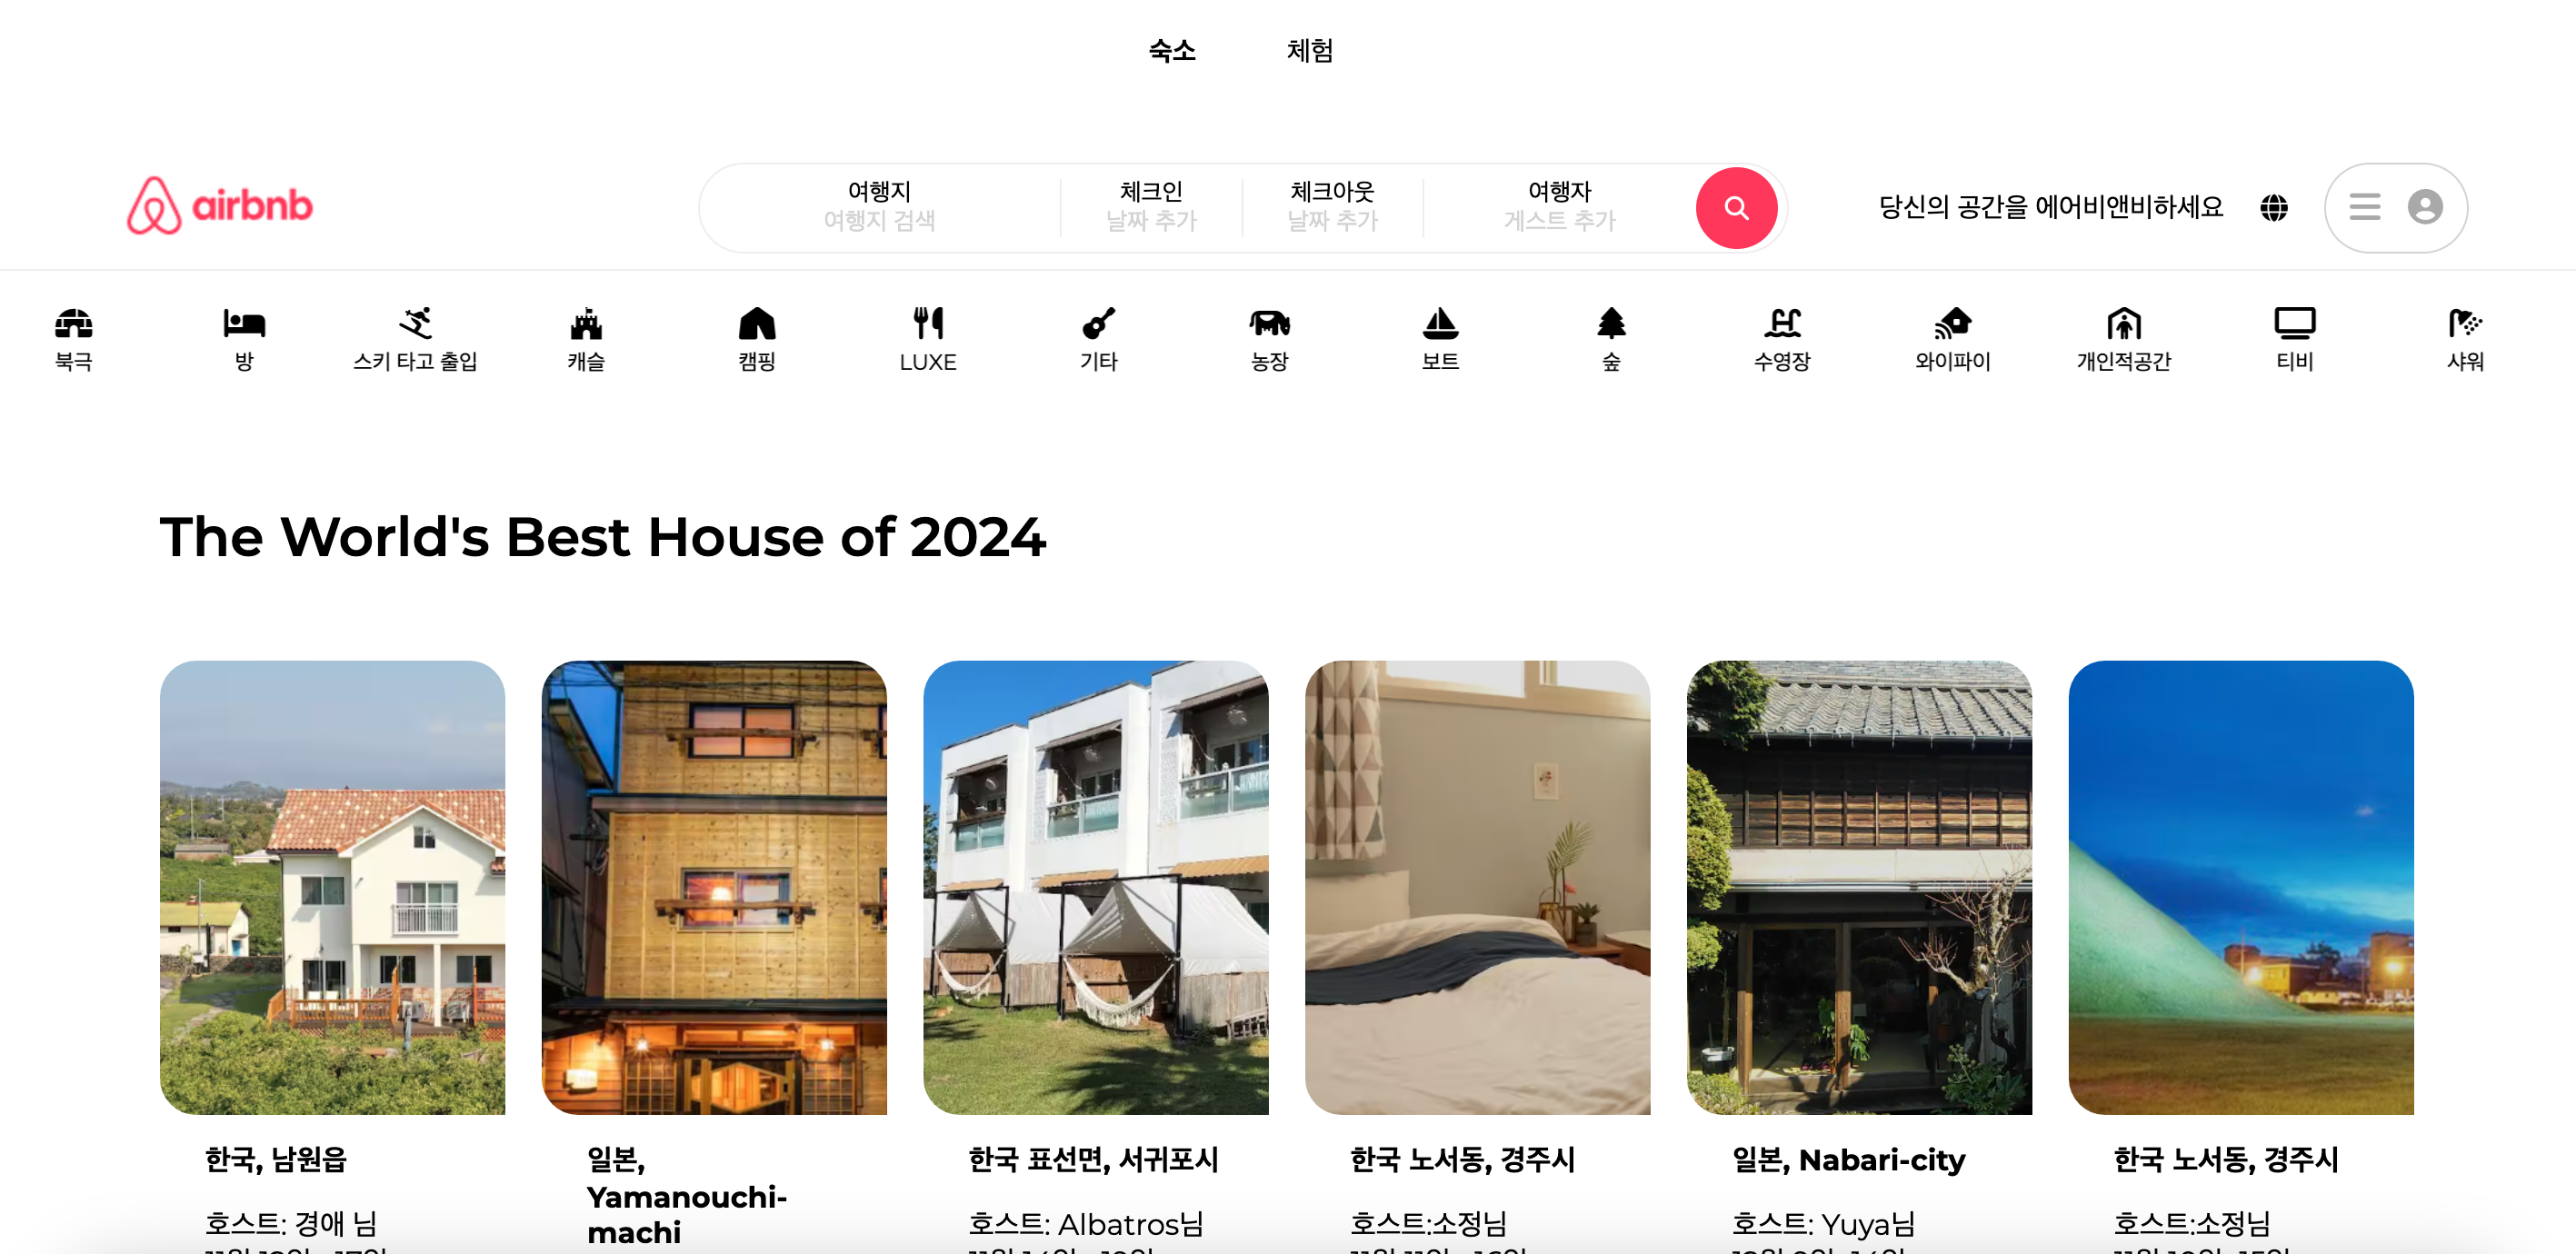 숙소 체험
airbnb
여행지 체크인 체크아웃 여행자
여행지 검색 날짜 추가 날짜 추가 게스트 추가
당신의 공간을 에어비앤비하세요
북극 방 스키 타고 출입 캐슬 캠핑 LUXE 기타 농장 보트 숲 수영장 와이파이 개인적공간 티비 샤워
The World's Best House of 2024
한국, 남원읍
호스트: 경애 님
일본,
Yamanouchi-
machi
한국 표선면, 서귀포시
호스트: Albatros님
한국 노서동, 경주시
호스트:소정님
일본, Nabari-city
호스트: Yuya님
한국 노서동, 경주시
호스트:소정님